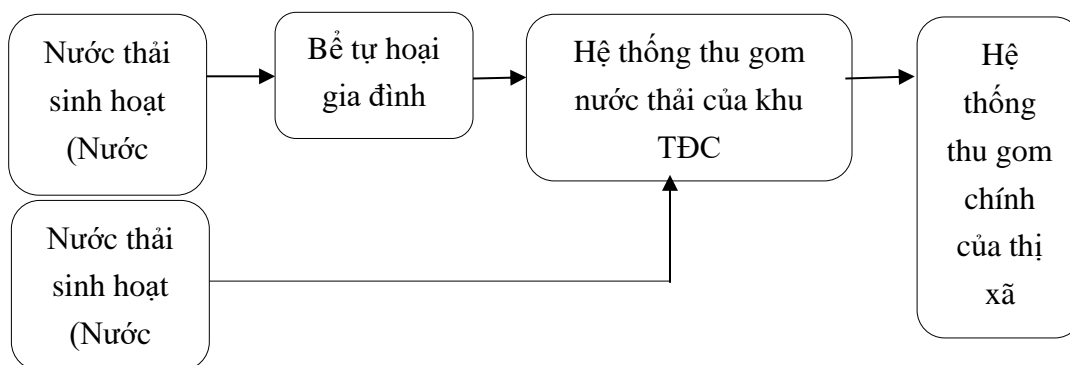 Nước thải
sinh hoạt
(Nước
Bể tự hoại
gia đình
Hệ thống thu gom
nước thải của khu
TĐC
Hệ
thống
thu gom
chính
của thị
xã
Nước thải
sinh hoạt
(Nước